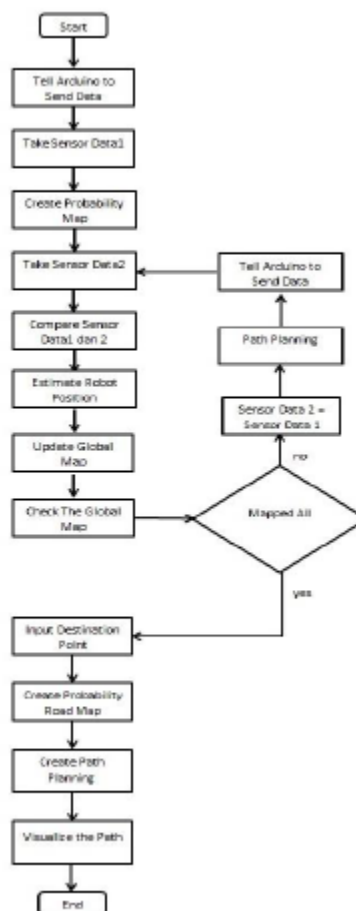 Start
Tell Arduino to
Send Data
Take Sensor Data1
Create Probability
Map
Take Sensor Data2
Compare Sensor
Data1 dan 2
Estimate Robot
Position
Update Global
Map
Check The Global
Map
Tell Arduino to
Send Data
Path Planning
Sensor Data 2 =
Sensor Data 1
no
Mapped All
yes
Input Destination
Point
Create Probability
Road Map
Create Path
Planning
Visualize the Path
End